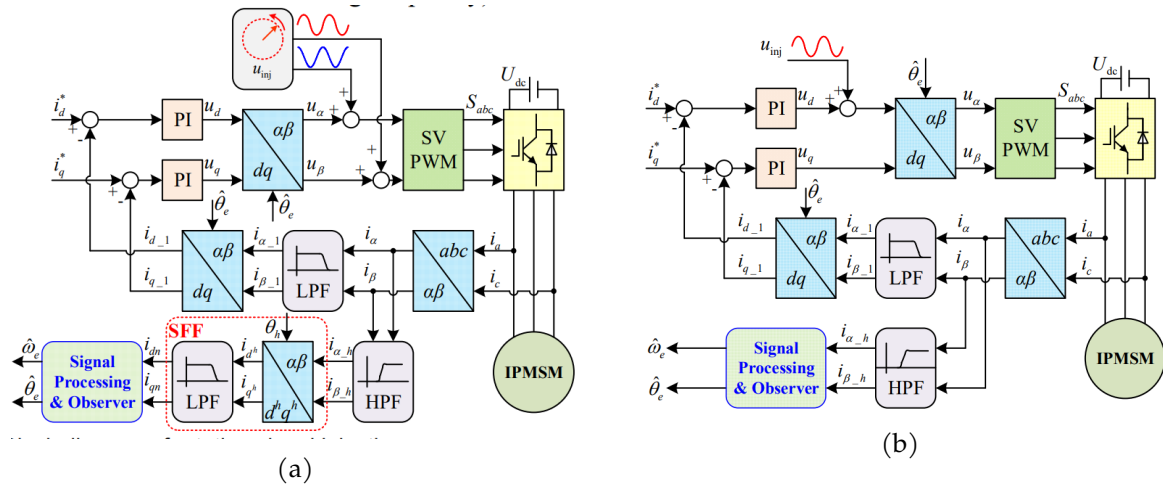 u_inj
i_d^*
+
-
PI
u_d
αβ
dq
u_α
+
+
SV
PWM
S_abc
U_dc
i_q^*
+
-
PI
u_q
u_β
+
+
θ̂_e
θ̂_e
i_d_1
i_q_1
αβ
dq
i_α_1
i_β_1
LPF
i_α
i_β
abc
αβ
i_a
i_c
SFF
θ_h
ω̂_e
θ̂_e
Signal
Processing
& Observer
i_dn
i_qn
LPF
i_d^h
i_q^h
αβ
d^h q^h
i_α_h
i_β_h
HPF
IPMSM
(a)
u_inj
θ̂_e
U_dc
i_d^*
+
-
PI
u_d
+
+
αβ
dq
u_α
u_β
SV
PWM
S_abc
i_q^*
+
-
PI
u_q
θ̂_e
i_d_1
i_q_1
αβ
dq
i_α_1
i_β_1
LPF
i_α
i_β
abc
αβ
i_a
i_c
ω̂_e
θ̂_e
Signal
Processing
& Observer
i_α_h
i_β_h
HPF
IPMSM
(b)